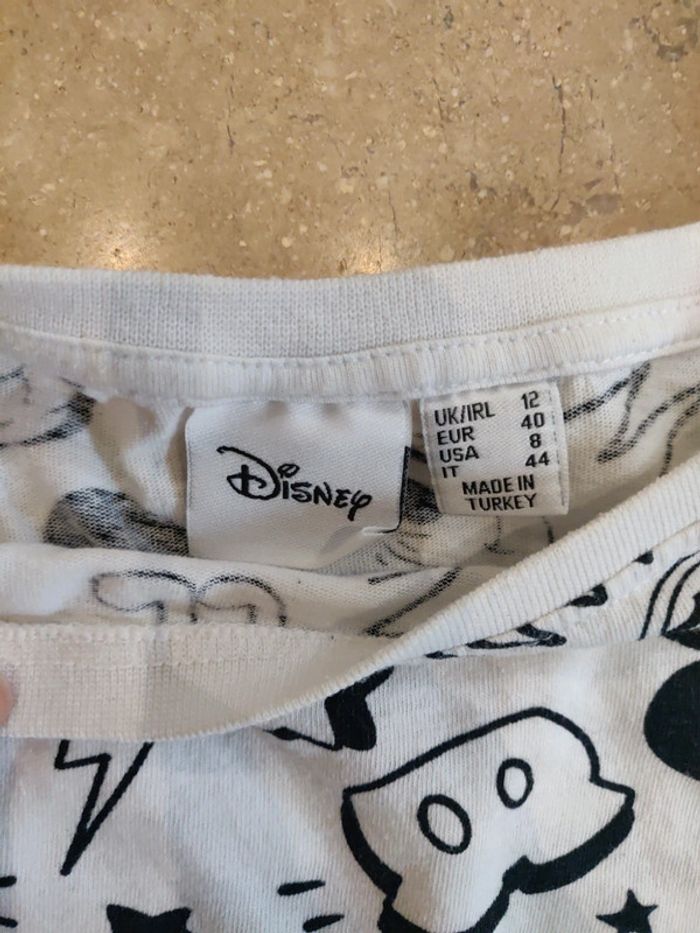 Disney
UK/IRL 12
EUR 40
USA 8
IT 44
MADE IN
TURKEY